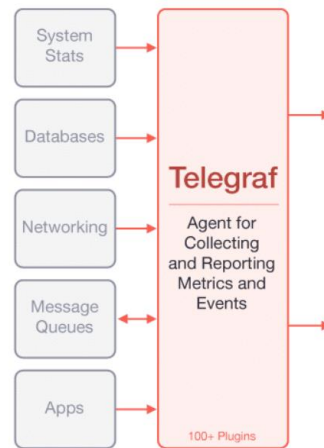 System
Stats
Databases
Networking
Message
Queues
Apps
Telegraf
Agent for
Collecting
and Reporting
Metrics and
Events
100+ Plugins